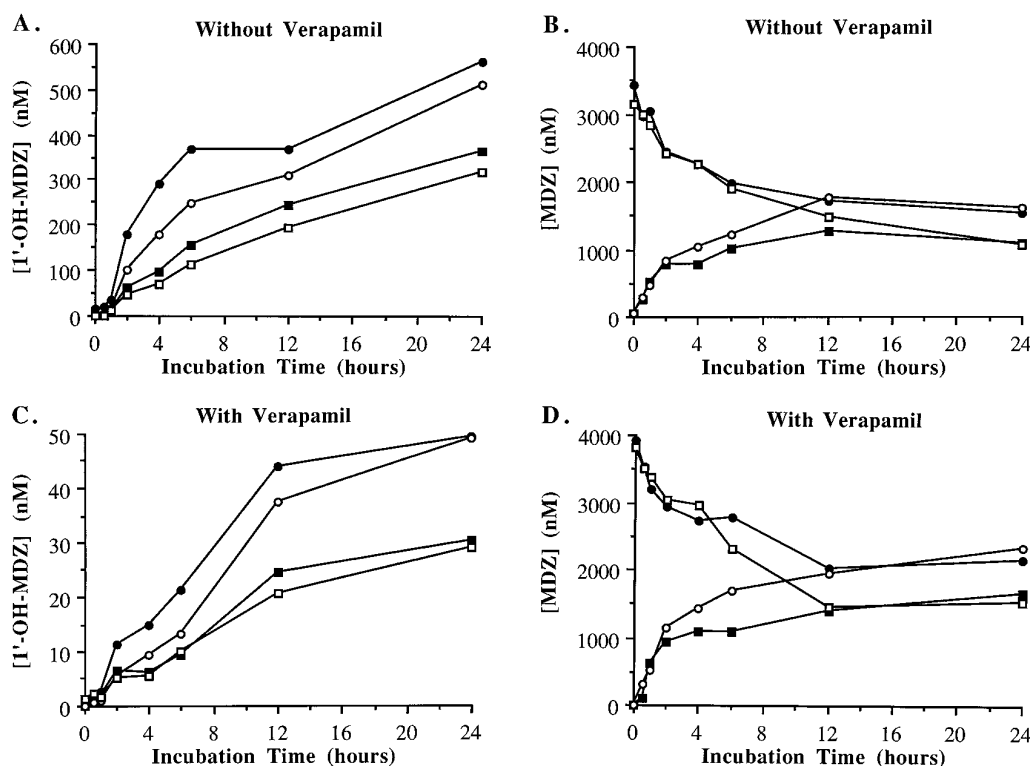 A.
Without Verapamil
600
500
400
300
200
100
0
[1'-OH-MDZ] (nM)
0 4 8 12 16 20 24
Incubation Time (hours)
B.
Without Verapamil
4000
3000
2000
1000
0
[MDZ] (nM)
0 4 8 12 16 20 24
Incubation Time (hours)
C.
With Verapamil
50
40
30
20
10
0
[1'-OH-MDZ] (nM)
0 4 8 12 16 20 24
Incubation Time (hours)
D.
With Verapamil
4000
3000
2000
1000
0
[MDZ] (nM)
0 4 8 12 16 20 24
Incubation Time (hours)